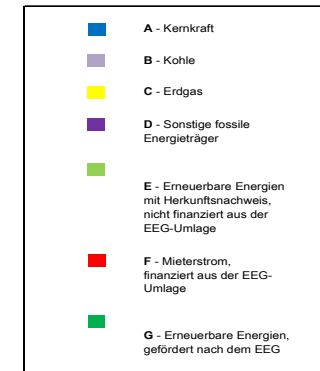 A - Kernkraft
B - Kohle
C - Erdgas
D - Sonstige fossile
Energieträger
E - Erneuerbare Energien
mit Herkunftsnachweis,
nicht finanziert aus der
EEG-Umlage
F - Mieterstrom,
finanziert aus der EEG-
Umlage
G - Erneuerbare Energien,
gefördert nach dem EEG